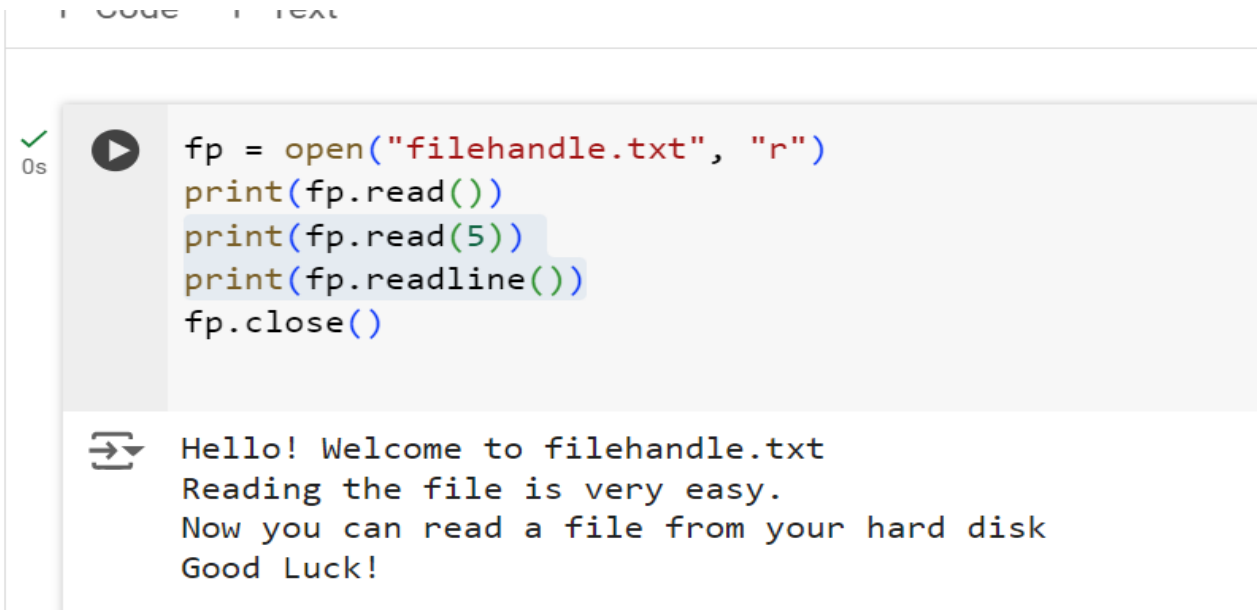 + Code + Text
0s
fp = open("filehandle.txt", "r")
print(fp.read())
print(fp.read(5))
print(fp.readline())
fp.close()
Hello! Welcome to filehandle.txt
Reading the file is very easy.
Now you can read a file from your hard disk
Good Luck!